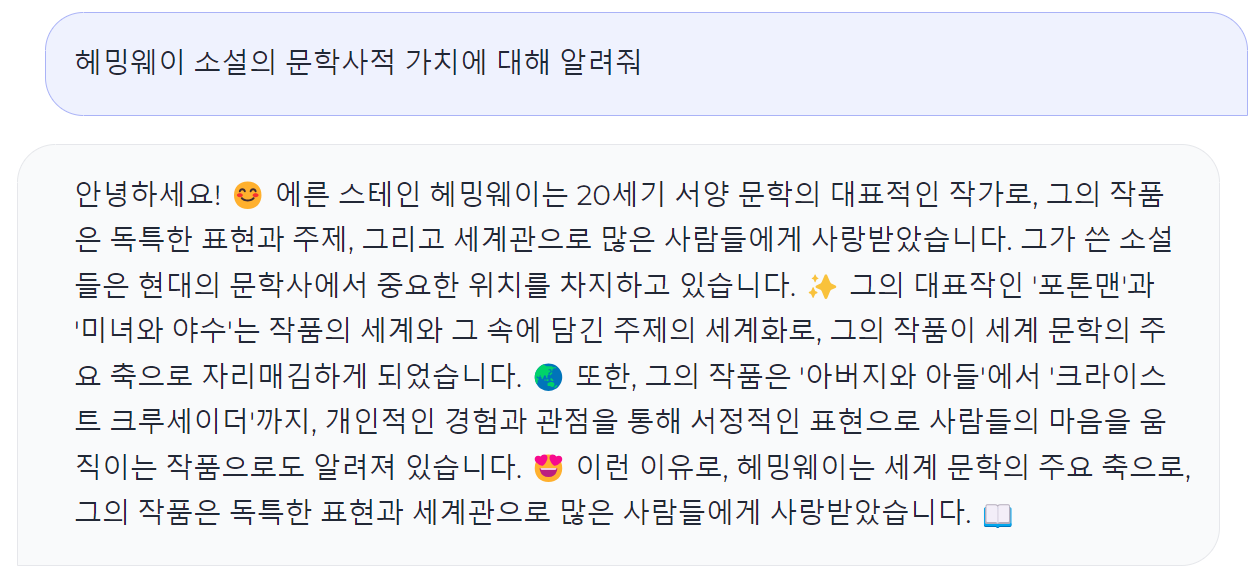 헤밍웨이 소설의 문학사적 가치에 대해 알려줘
안녕하세요! 😊 에른 스테인 헤밍웨이는 20세기 서양 문학의 대표적인 작가로, 그의 작품
은 독특한 표현과 주제, 그리고 세계관으로 많은 사람들에게 사랑받았습니다. 그가 쓴 소설
들은 현대의 문학사에서 중요한 위치를 차지하고 있습니다. ✨ 그의 대표작인 '포톤맨'과
'미녀와 야수'는 작품의 세계와 그 속에 담긴 주제의 세계화로, 그의 작품이 세계 문학의 주
요 축으로 자리매김하게 되었습니다. 🌏 또한, 그의 작품은 '아버지와 아들'에서 '크라이스
트 크루세이더'까지, 개인적인 경험과 관점을 통해 서정적인 표현으로 사람들의 마음을 움
직이는 작품으로도 알려져 있습니다. 😍 이런 이유로, 헤밍웨이는 세계 문학의 주요 축으로,
그의 작품은 독특한 표현과 세계관으로 많은 사람들에게 사랑받았습니다. 📖